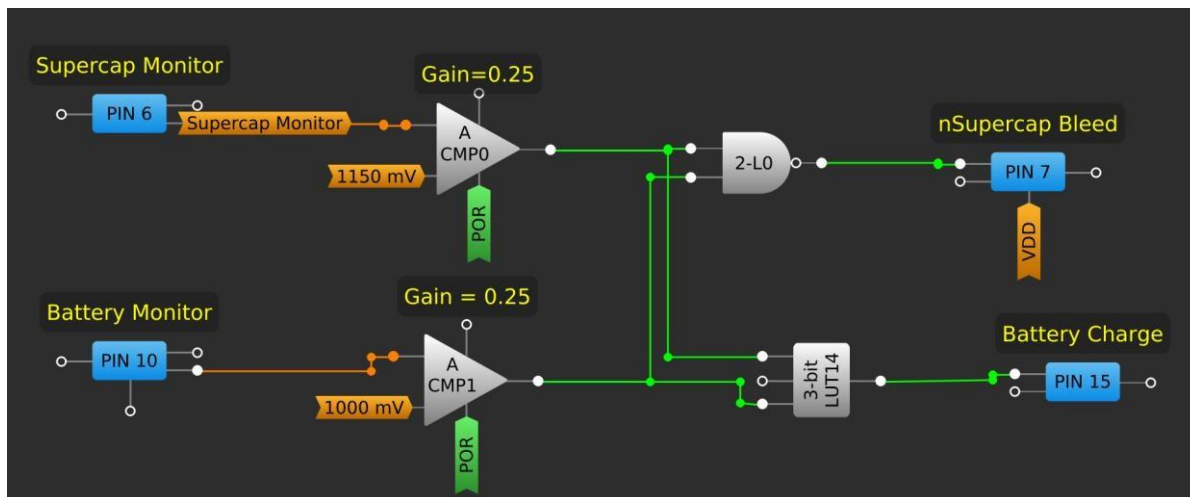 Supercap Monitor
PIN 6
Supercap Monitor
Gain=0.25
A
CMP0
1150 mV
POR
2-L0
nSupercap Bleed
PIN 7
VDD
Battery Monitor
PIN 10
Gain = 0.25
A
CMP1
1000 mV
POR
3-bit
LUT14
Battery Charge
PIN 15